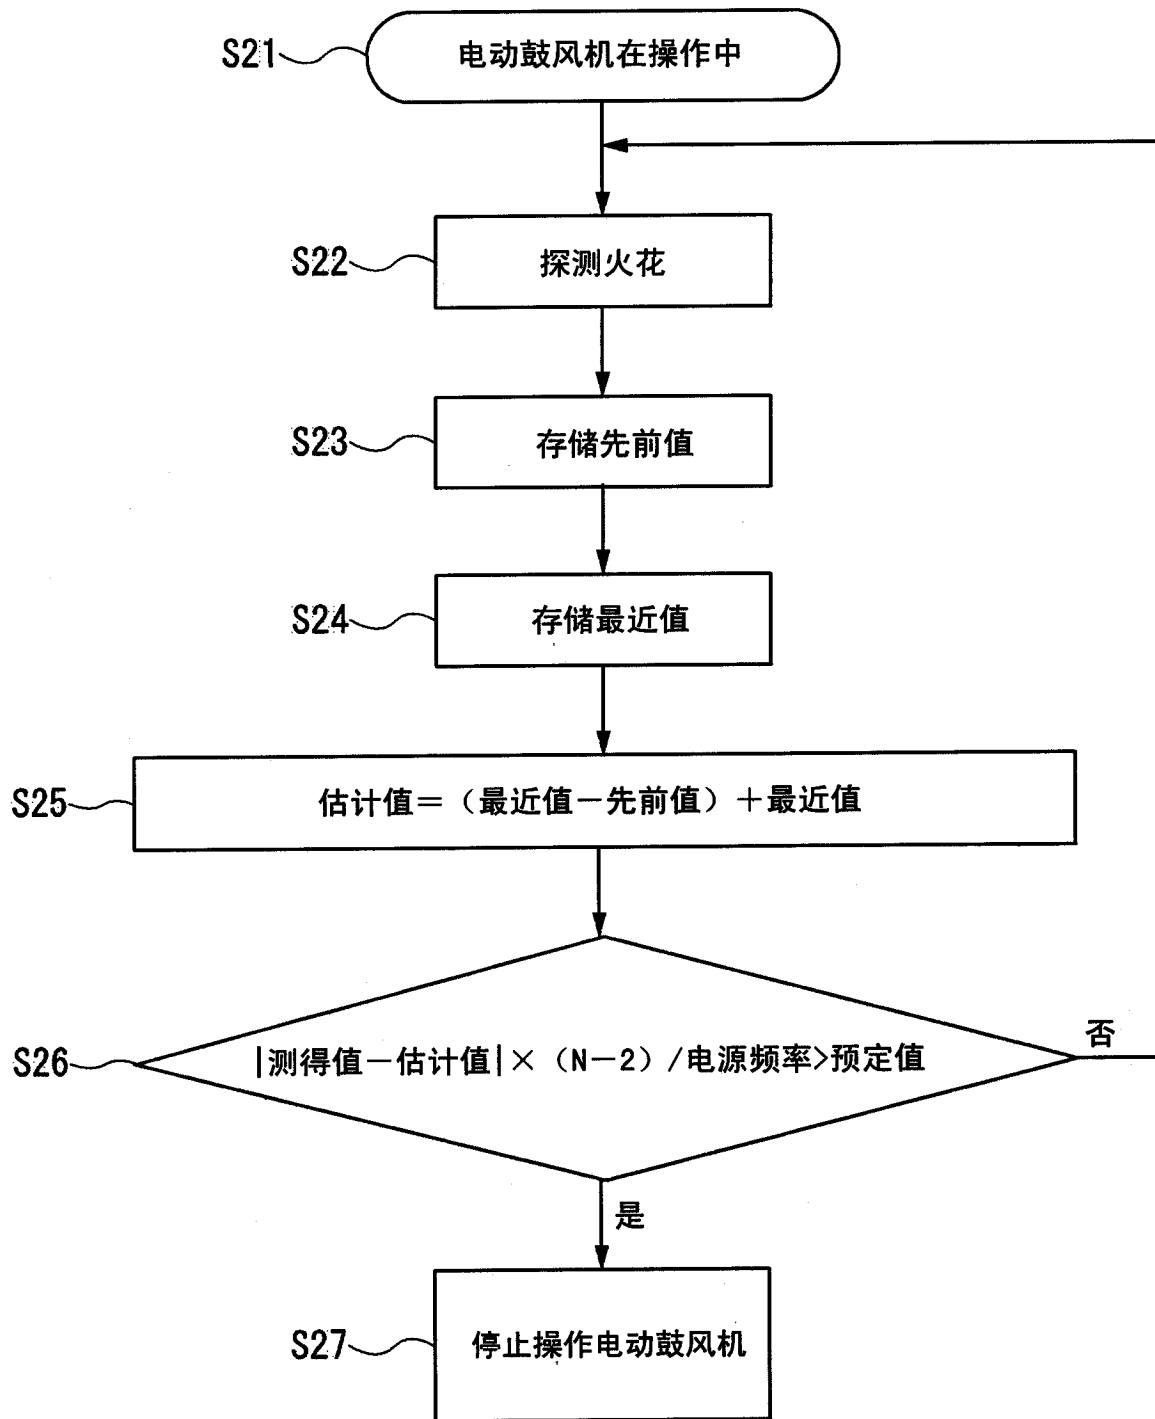 S21
电动鼓风机在操作中
S22
探测火花
S23
存储先前值
S24
存储最近值
S25
估计值=(最近值-先前值)+最近值
S26
|测得值-估计值|×(N-2)/电源频率>预定值
否
是
S27
停止操作电动鼓风机